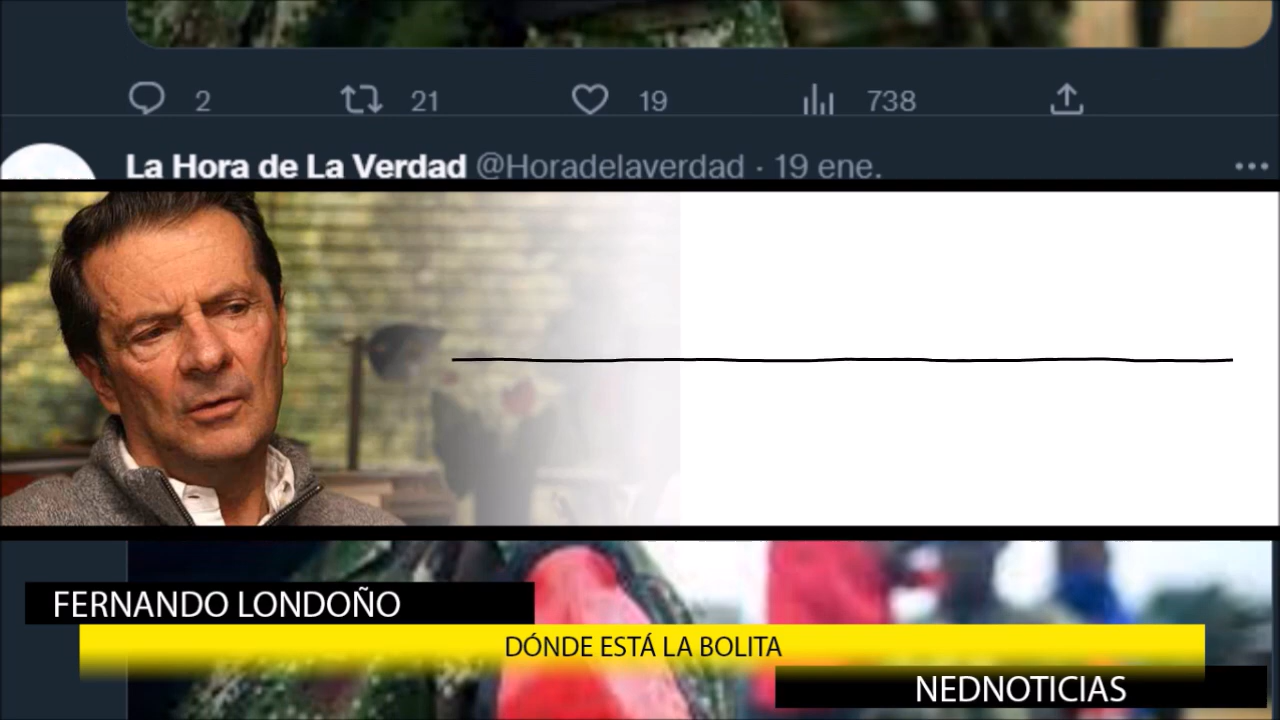 2 21 19 738
La Hora de La Verdad @Horadelaverdad · 19 ene.
FERNANDO LONDOÑO
DÓNDE ESTÁ LA BOLITA
NEDNOTICIAS